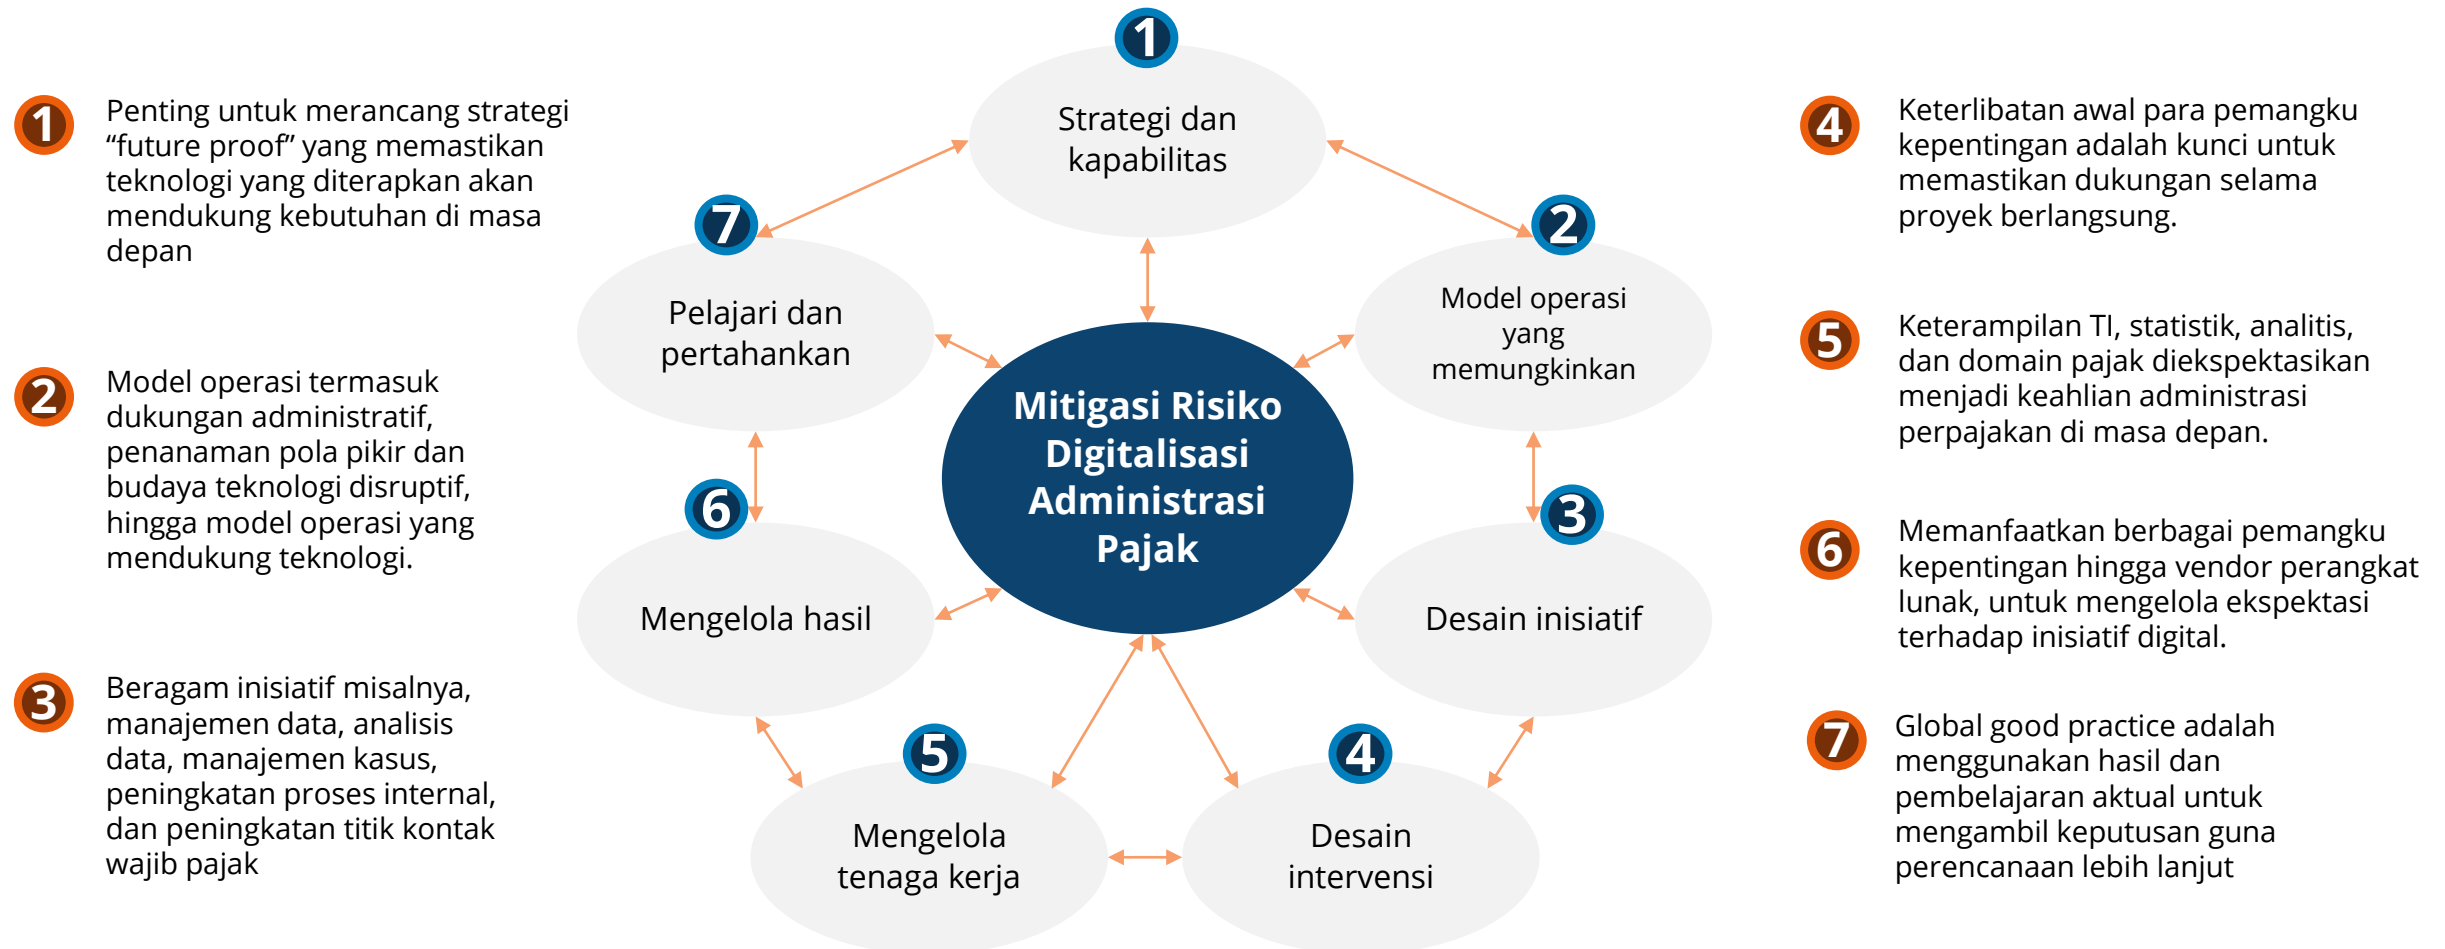 1
Penting untuk merancang strategi
“future proof” yang memastikan
teknologi yang diterapkan akan
mendukung kebutuhan di masa
depan
2
Model operasi termasuk
dukungan administratif,
penanaman pola pikir dan
budaya teknologi disruptif,
hingga model operasi yang
mendukung teknologi.
3
Beragam inisiatif misalnya,
manajemen data, analisis
data, manajemen kasus,
peningkatan proses internal,
dan peningkatan titik kontak
wajib pajak
1
Strategi dan
kapabilitas
2
Model operasi
yang
memungkinkan
3
Desain inisiatif
4
Desain
intervensi
5
Mengelola
tenaga kerja
6
Mengelola hasil
7
Pelajari dan
pertahankan
Mitigasi Risiko
Digitalisasi
Administrasi
Pajak
4
Keterlibatan awal para pemangku
kepentingan adalah kunci untuk
memastikan dukungan selama
proyek berlangsung.
5
Keterampilan TI, statistik, analitis,
dan domain pajak diekspektasikan
menjadi keahlian administrasi
perpajakan di masa depan.
6
Memanfaatkan berbagai pemangku
kepentingan hingga vendor perangkat
lunak, untuk mengelola ekspektasi
terhadap inisiatif digital.
7
Global good practice adalah
menggunakan hasil dan
pembelajaran aktual untuk
mengambil keputusan guna
perencanaan lebih lanjut